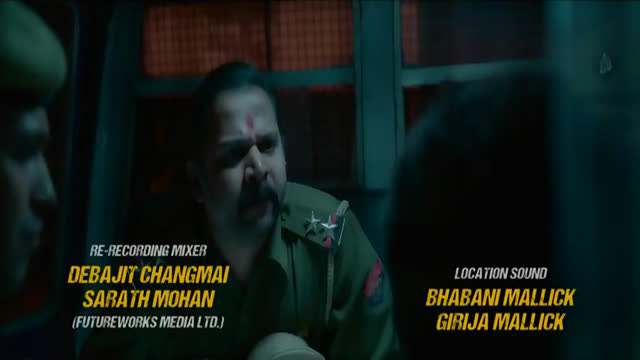 RE-RECORDING MIXER
DEBAJIT CHANGMAI
SARATH MOHAN
(FUTUREWORKS MEDIA LTD.)
LOCATION SOUND
BHABANI MALLICK
GIRIJA MALLICK